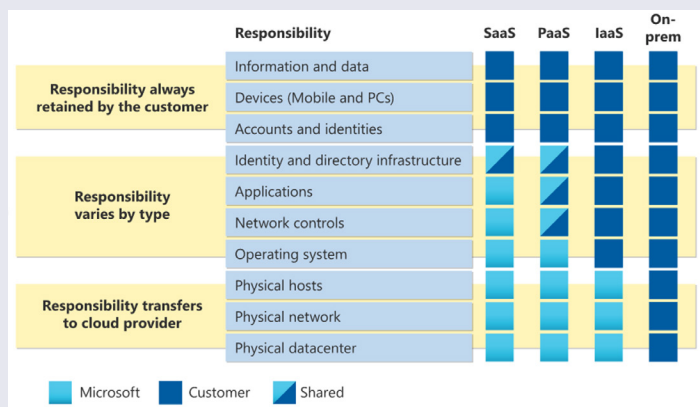 Responsibility SaaS PaaS IaaS On-
prem
Responsibility always
retained by the customer
Information and data
Devices (Mobile and PCs)
Accounts and identities
Responsibility
varies by type
Identity and directory infrastructure
Applications
Network controls
Operating system
Responsibility transfers
to cloud provider
Physical hosts
Physical network
Physical datacenter
Microsoft Customer Shared